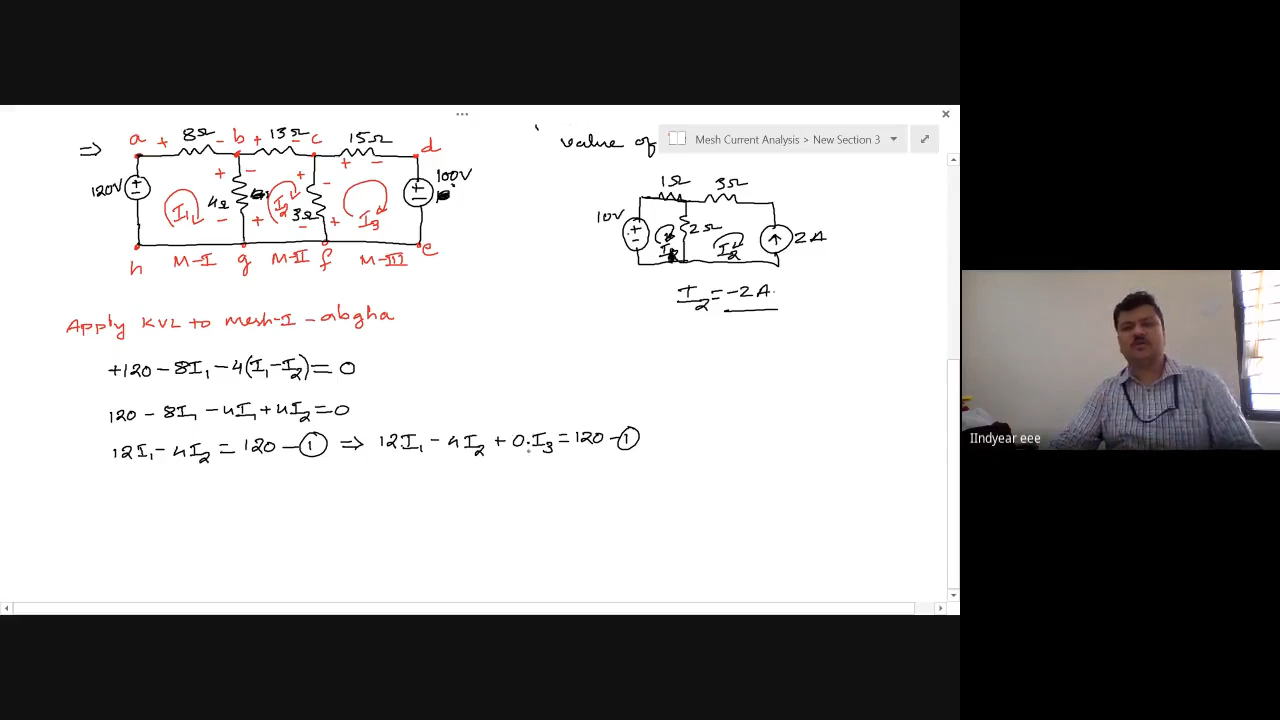 ⇒ a + 8Ω - b + 13Ω - c 15Ω d
+ -
120V + - 4Ω + - I₁ I₂ 3Ω + - I₃ 100V
h M-I g M-II f M-III e
Apply KVL to mesh-I - abgha
+120 - 8I₁ - 4(I₁ - I₂) = 0
120 - 8I₁ - 4I₁ + 4I₂ = 0
12I₁ - 4I₂ = 120 - ① ⇒ 12I₁ - 4I₂ + 0·I₃ = 120 - ①
value of
Mesh Current Analysis > New Section 3
1Ω 3Ω
10V + - 2Ω I₂ 2A
I₂ = -2A.
IIndyear eee